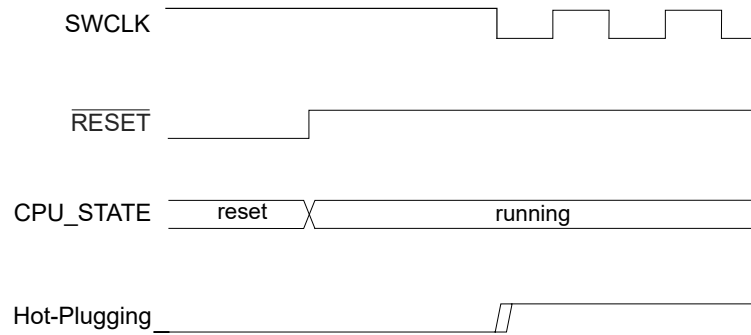 SWCLK
RESET
CPU_STATE reset running
Hot-Plugging